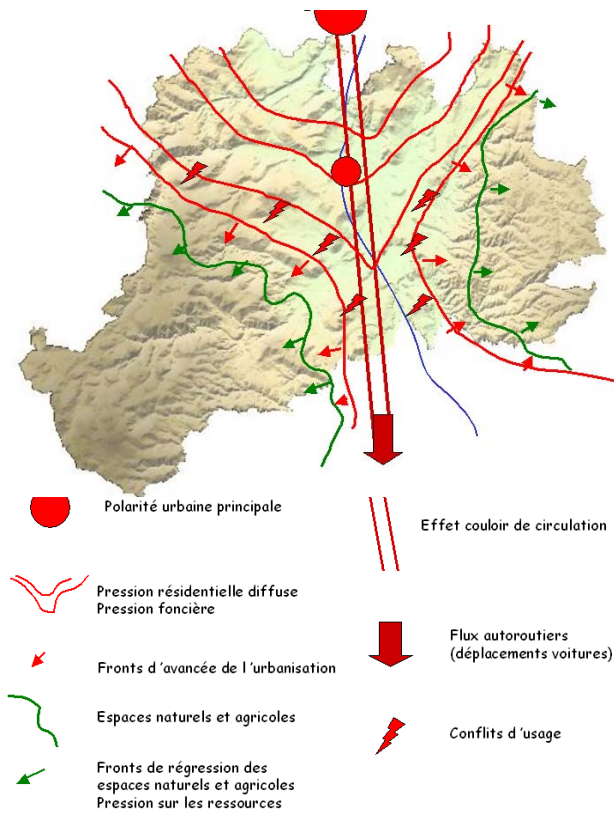 Polarité urbaine principale
Effet couloir de circulation
Pression résidentielle diffuse
Pression foncière
Flux autoroutiers
(déplacements voitures)
Fronts d 'avancée de l 'urbanisation
Espaces naturels et agricoles
Conflits d 'usage
Fronts de régression des
espaces naturels et agricoles
Pression sur les ressources